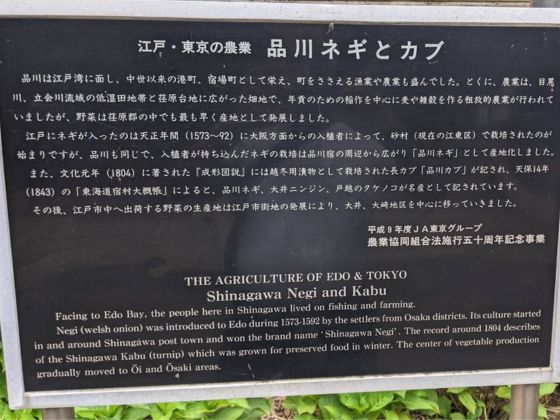 江戸・東京の農業 品川ネギとカブ
品川は江戸湾に面し、中世以来の港町、宿場町として栄え、町をささえる漁業や農業も盛んでした。とくに、農業は、目黒
川、立会川流域の低湿田地帯と荏原台地に広がった畑地で、年貢のための稲作を中心に麦や雑穀を作る粗放的農業が行われて
いましたが、野菜は荏原郡の中でも最も早く産地として発展しました。
江戸にネギが入ったのは天正年間(1573〜92)に大阪方面からの入植者によって、砂村(現在の江東区)で栽培されたのが
始まりですが、品川も同じで、入植者が持ち込んだネギの栽培は品川宿の周辺から広がり「品川ネギ」として産地化しました。
また、文化元年(1804)に著された『成形図説』には越冬用漬物として栽培された長カブ「品川カブ」が記され、天保14年
(1843)の『東海道宿村大概帳』によると、品川ネギ、大井ニンジン、戸越のタケノコが名産として記されています。
その後、江戸市中へ出荷する野菜の生産地は江戸市街地の発展により、大井、大崎地区を中心に移っていきました。
平成9年度JA東京グループ
農業協同組合法施行五十周年記念事業
THE AGRICULTURE OF EDO & TOKYO
Shinagawa Negi and Kabu
Facing to Edo Bay, the people here in Shinagawa lived on fishing and farming.
Negi (welsh onion) was introduced to Edo during 1573-1592 by the settlers from Osaka districts. Its culture started
in and around Shinagawa post town and won the brand name ‘Shinagawa Negi’. The record around 1804 describes
of the Shinagawa Kabu (turnip) which was grown for preserved food in winter. The center of vegetable production
gradually moved to Ōi and Ōsaki areas.